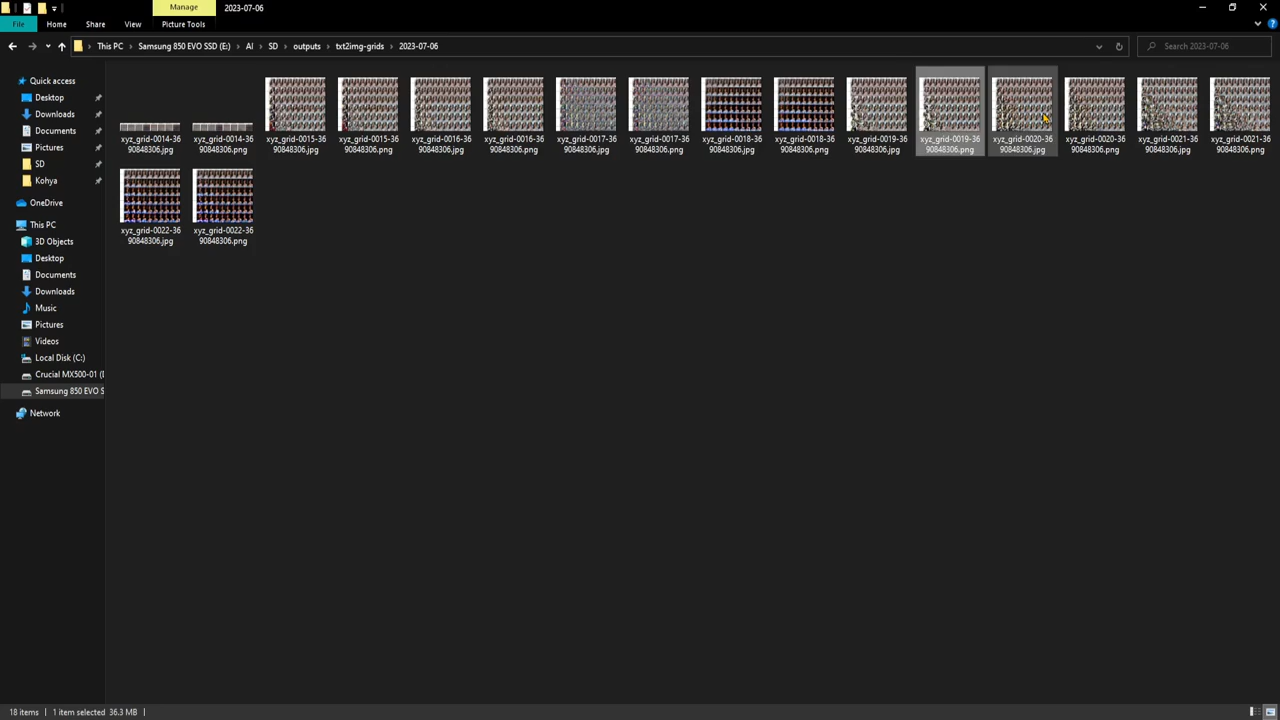 Manage
2023-07-06
File
Home
Share
View
Picture Tools
This PC
Samsung 850 EVO SSD (E:)
AI
SD
outputs
txt2img-grids
2023-07-06
Search 2023-07-06
Quick access
Desktop
Downloads
Documents
Pictures
SD
Kohya
OneDrive
This PC
3D Objects
Desktop
Documents
Downloads
Music
Pictures
Videos
Local Disk (C:)
Crucial MX500-01 (D
Samsung 850 EVO S
Network
xyz_grid-0014-36
90848306.jpg
xyz_grid-0014-36
90848306.png
xyz_grid-0015-36
90848306.jpg
xyz_grid-0015-36
90848306.png
xyz_grid-0016-36
90848306.jpg
xyz_grid-0016-36
90848306.png
xyz_grid-0017-36
90848306.jpg
xyz_grid-0017-36
90848306.png
xyz_grid-0018-36
90848306.jpg
xyz_grid-0018-36
90848306.png
xyz_grid-0019-36
90848306.jpg
xyz_grid-0019-36
90848306.png
xyz_grid-0020-36
90848306.jpg
xyz_grid-0020-36
90848306.png
xyz_grid-0021-36
90848306.jpg
xyz_grid-0021-36
90848306.png
xyz_grid-0022-36
90848306.jpg
xyz_grid-0022-36
90848306.png
18 items
1 item selected 36.3 MB